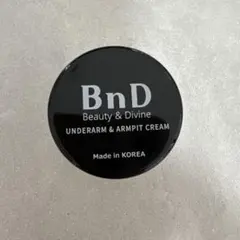 BnD
Beauty & Divine
UNDERARM & ARMPIT CREAM
Made in KOREA